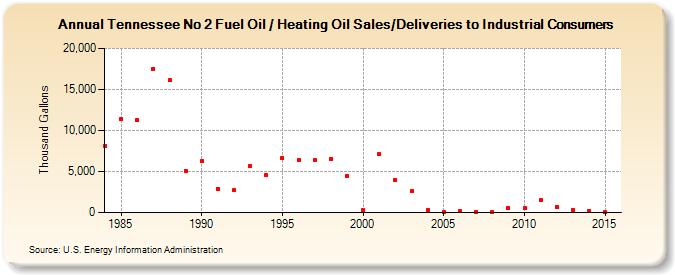 Annual Tennessee No 2 Fuel Oil / Heating Oil Sales/Deliveries to Industrial Consumers
Thousand Gallons
20,000
15,000
10,000
5,000
0
1985 1990 1995 2000 2005 2010 2015
Source: U.S. Energy Information Administration